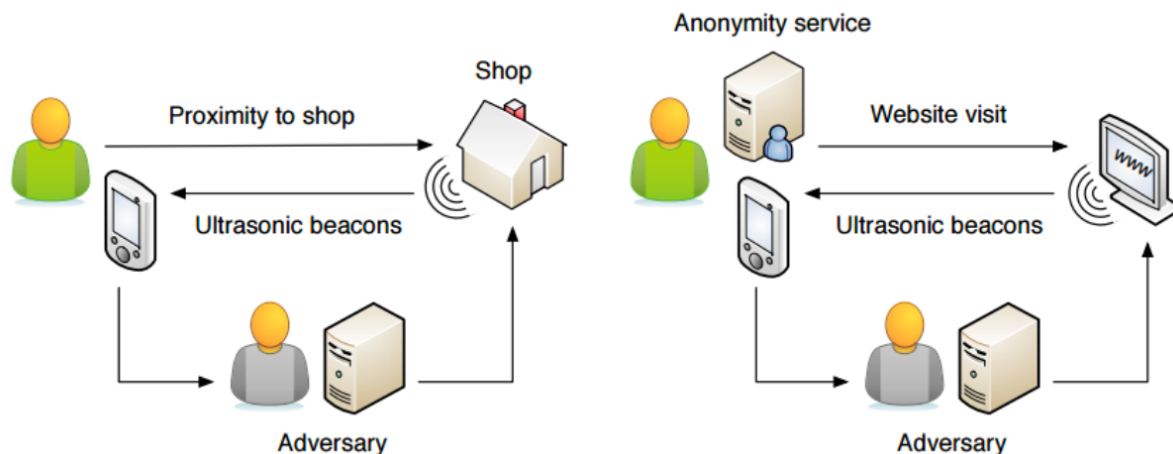 Shop
Proximity to shop
Ultrasonic beacons
Adversary
Anonymity service
Website visit
www
Ultrasonic beacons
Adversary